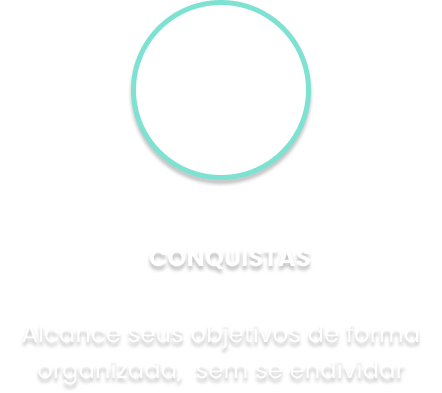 CONQUISTAS
Alcance seus objetivos de forma
organizada, sem se endividar